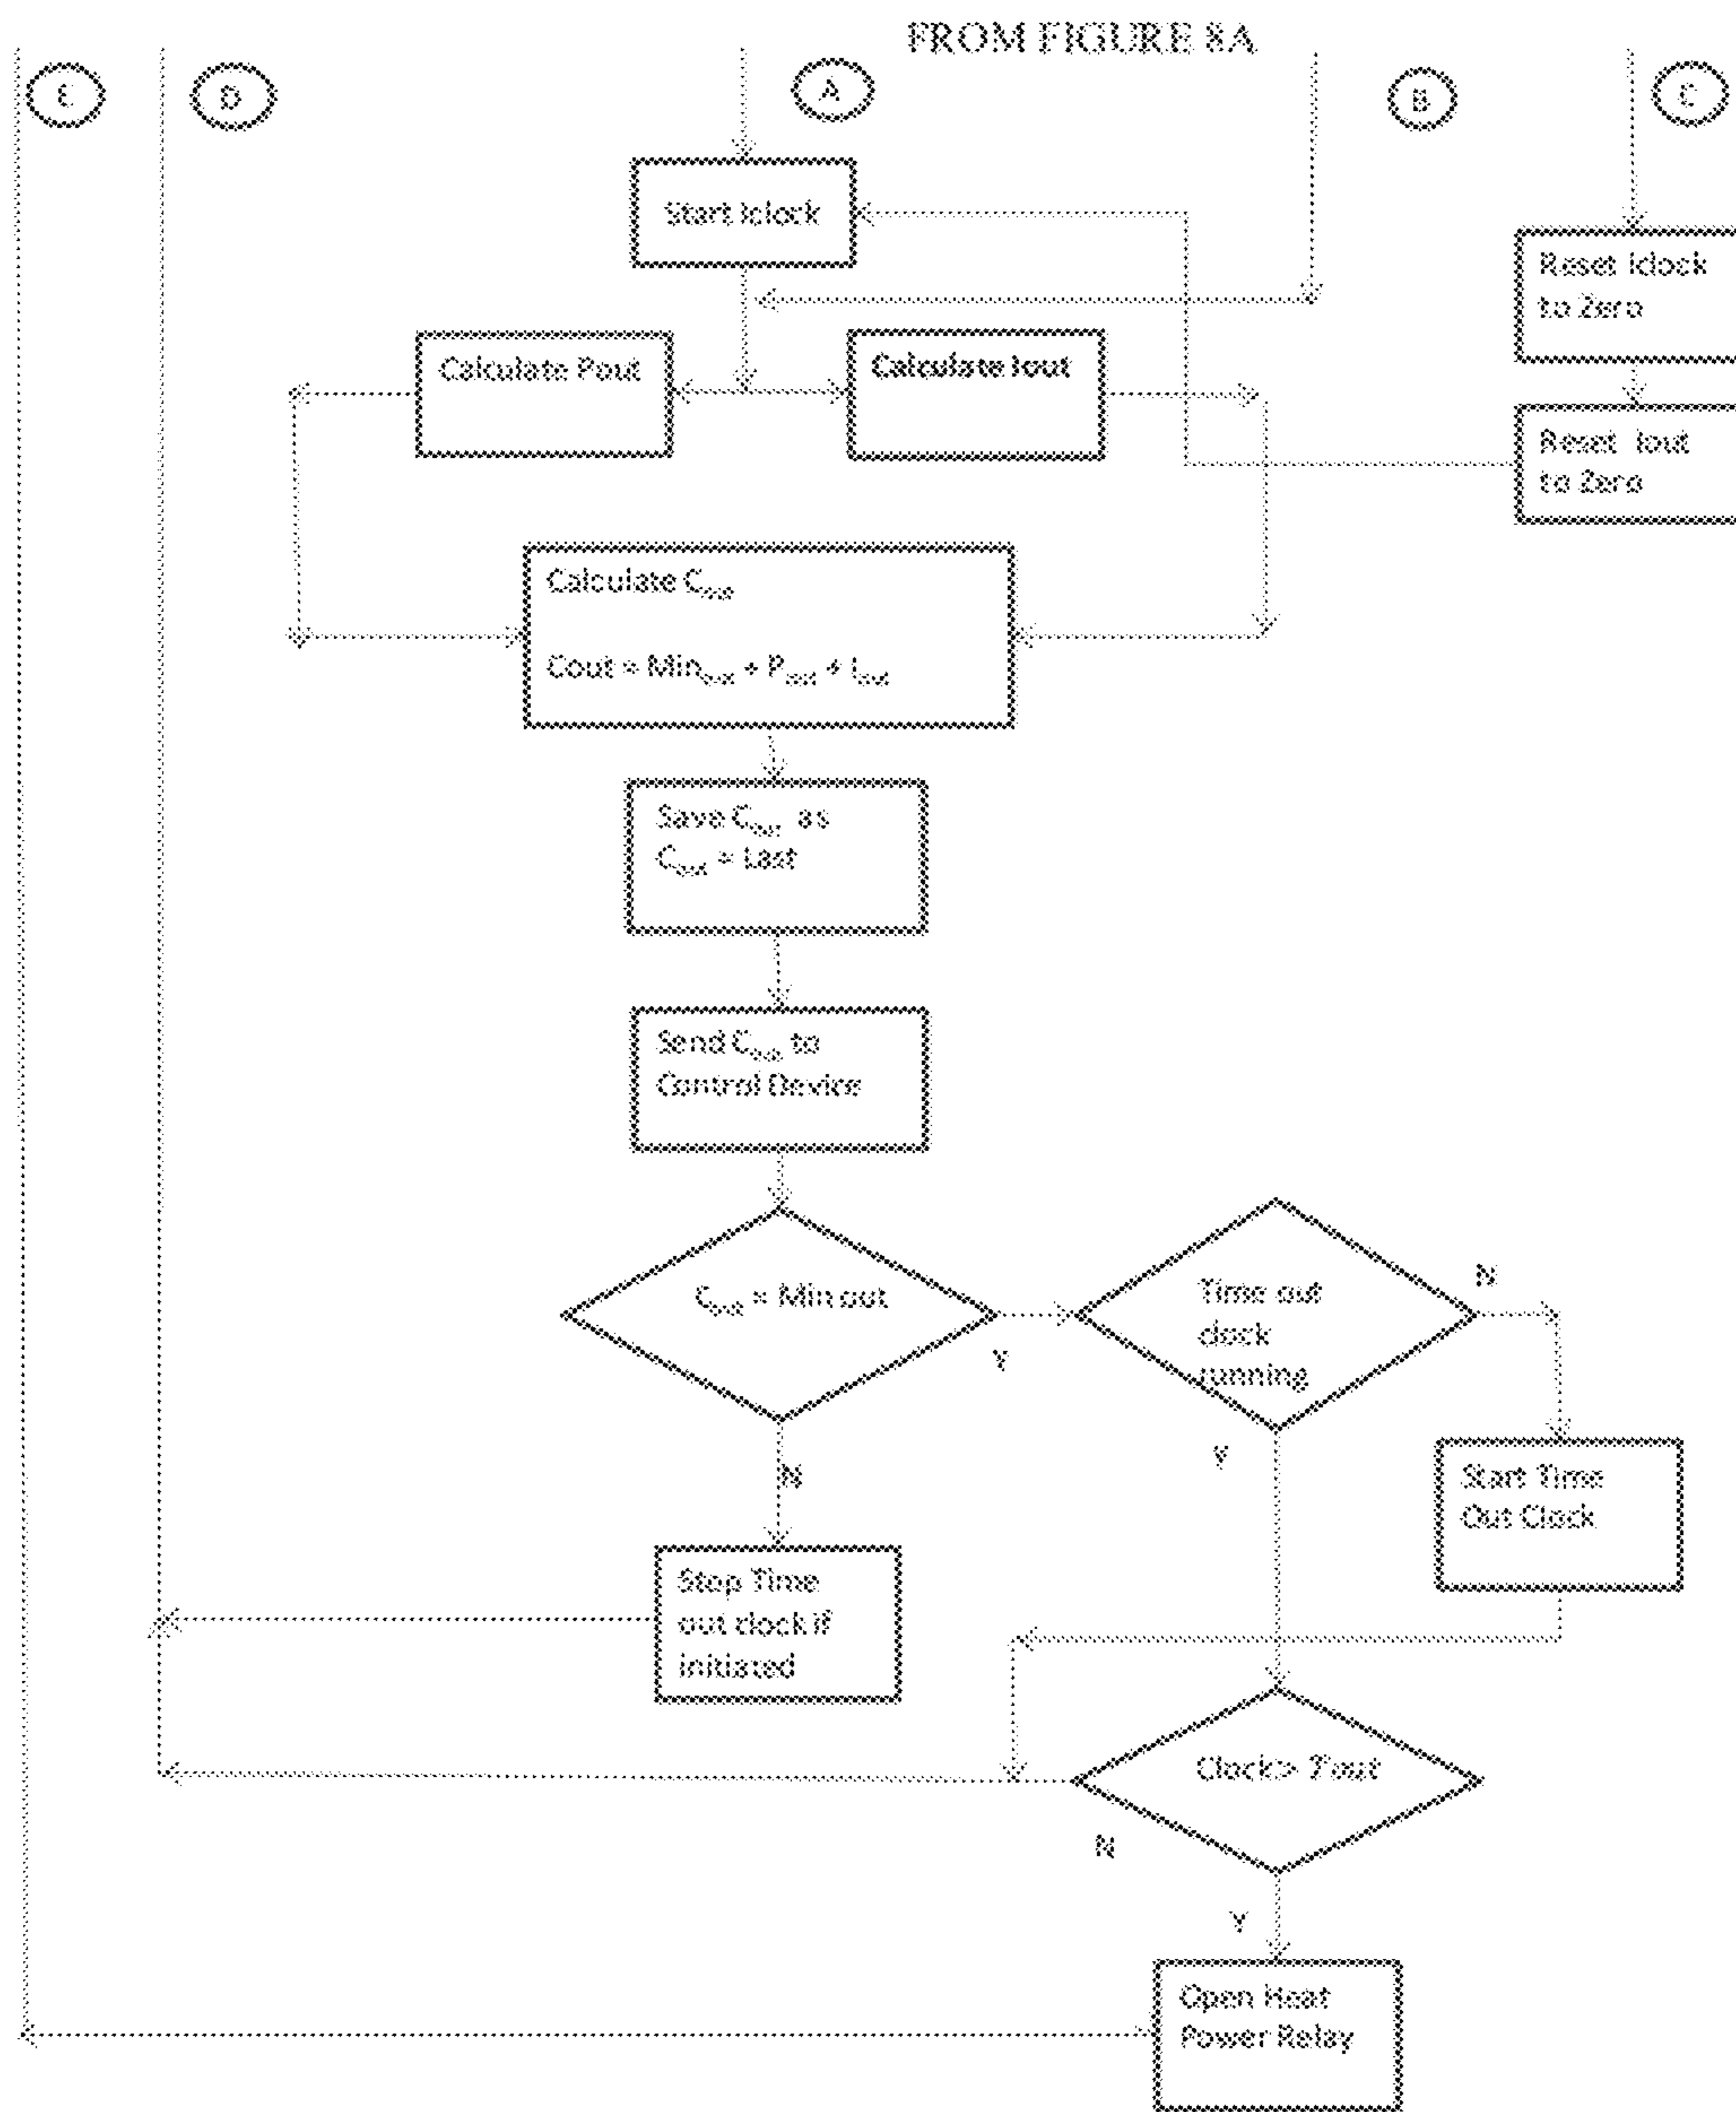 FROM FIGURE 8A
E
D
A
B
C
Start Iclock
Reset Iclock
to Zero
Calculate Pout
Calculate Iout
Reset Iout
to Zero
Calculate Cout
Cout = Minout + Pout + Iout
Save Cout as
Cout = Last
Send Cout to
Control Device
Cout = Min out
Y
N
Time out
clock
running
N
Y
Start Time
Out Clock
Stop Time
out clock if
initiated
Clock> Tout
N
Y
Open Heat
Power Relay